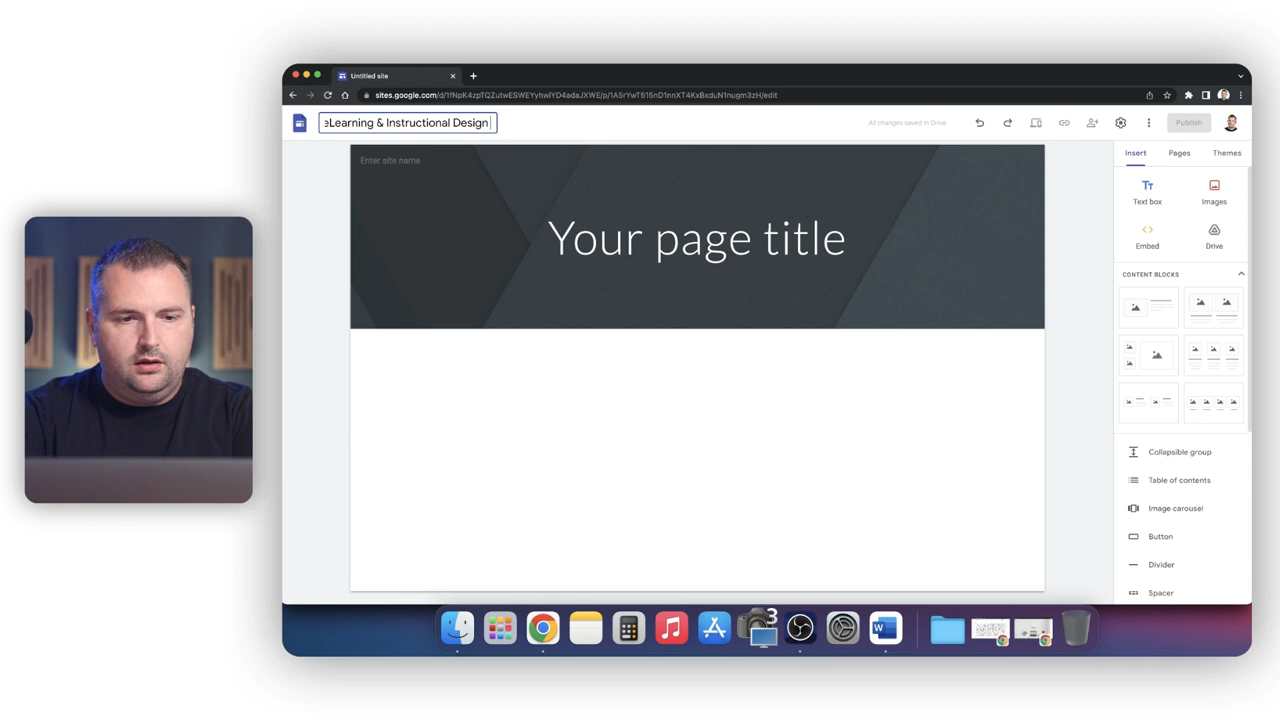 Untitled site
sites.google.com/d/1fNpK4zpTQZutwESWEYyhwIYD4adaJXWE/p/1A5rYwT515nD1nnXT4KxBxduN1nugm3zH/edit
eLearning & Instructional Design
All changes saved in Drive
Publish
Enter site name
Your page title
Insert
Pages
Themes
Text box
Images
Embed
Drive
CONTENT BLOCKS
Collapsible group
Table of contents
Image carousel
Button
Divider
Spacer
3